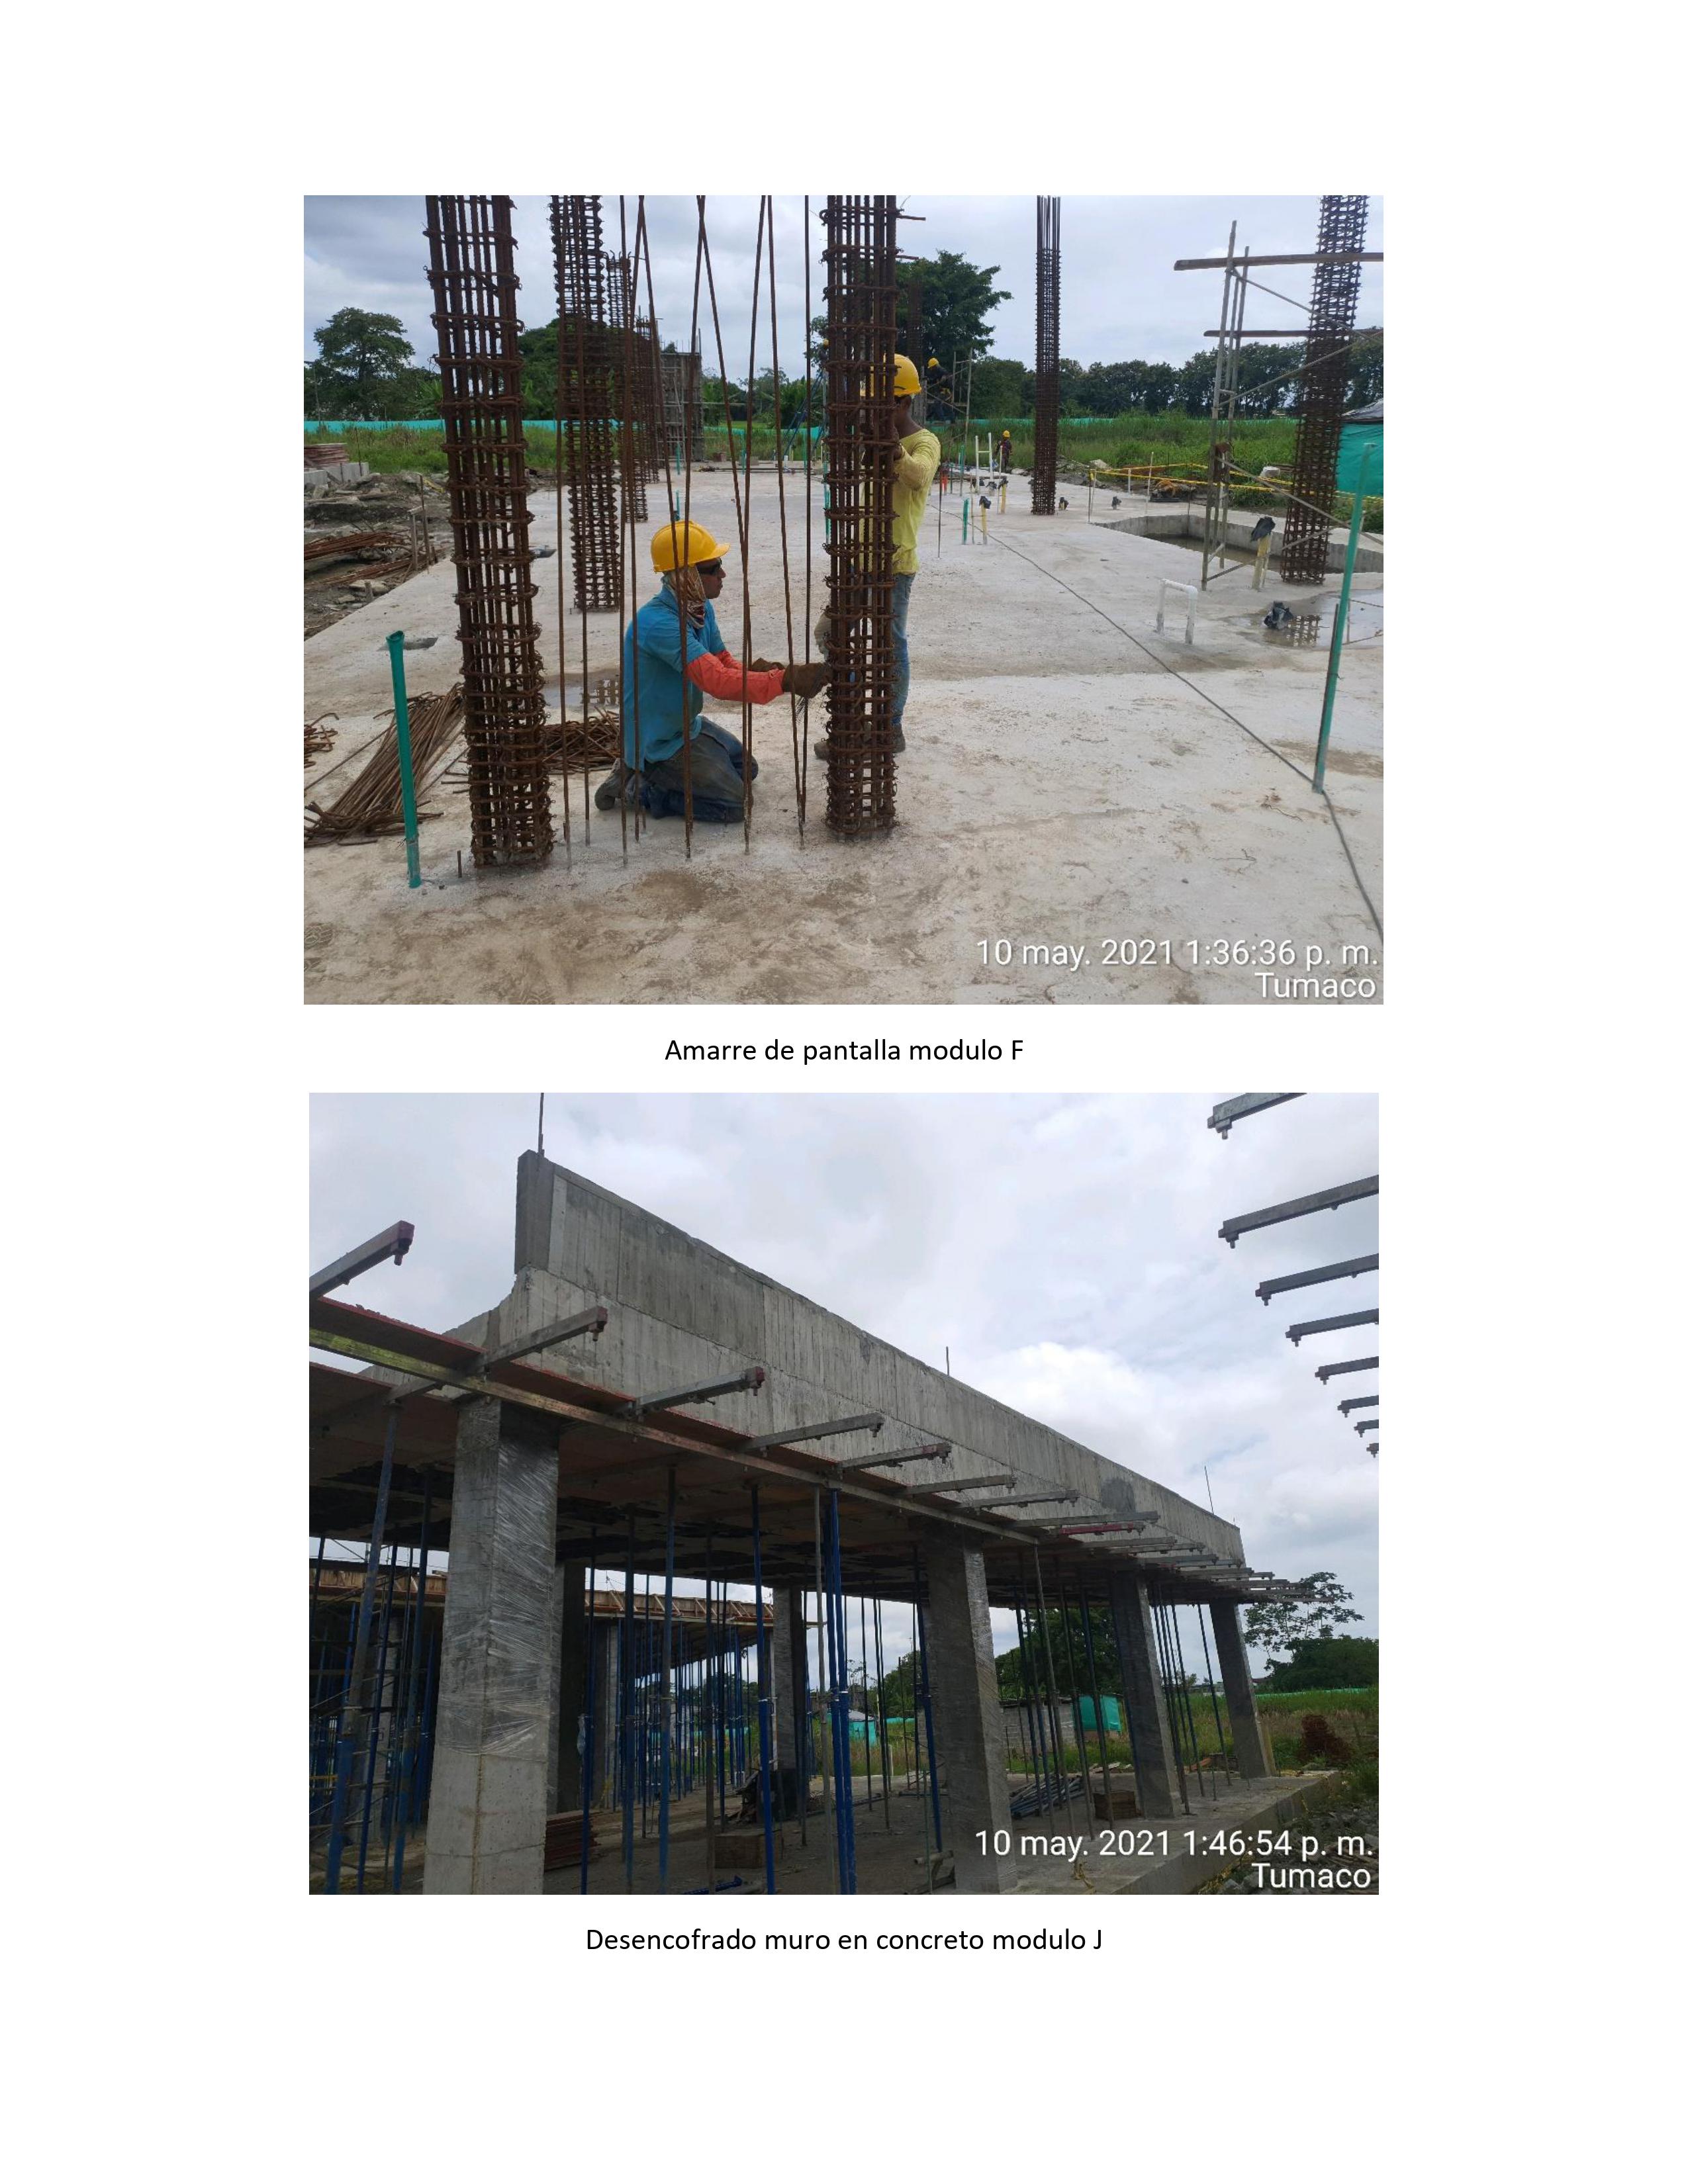 10 may. 2021 1:36:36 p. m.
Tumaco
Amarre de pantalla modulo F
10 may. 2021 1:46:54 p. m.
Tumaco
Desencofrado muro en concreto modulo J